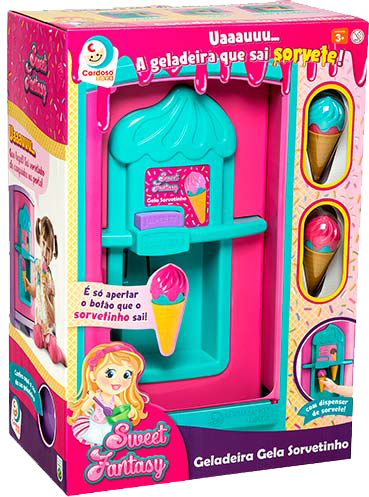 Cardoso
TOYS
Uaaauuu...
A geladeira que sai sorvete!
3+
Sweet
Fantasy
Uauuu...
Sweet
Fantasy
Gela Sorvetinho
É só apertar
o botão que o
sorvetinho sai!
com dispenser
de sorvete!
Sweet
Fantasy
Geladeira Gela Sorvetinho